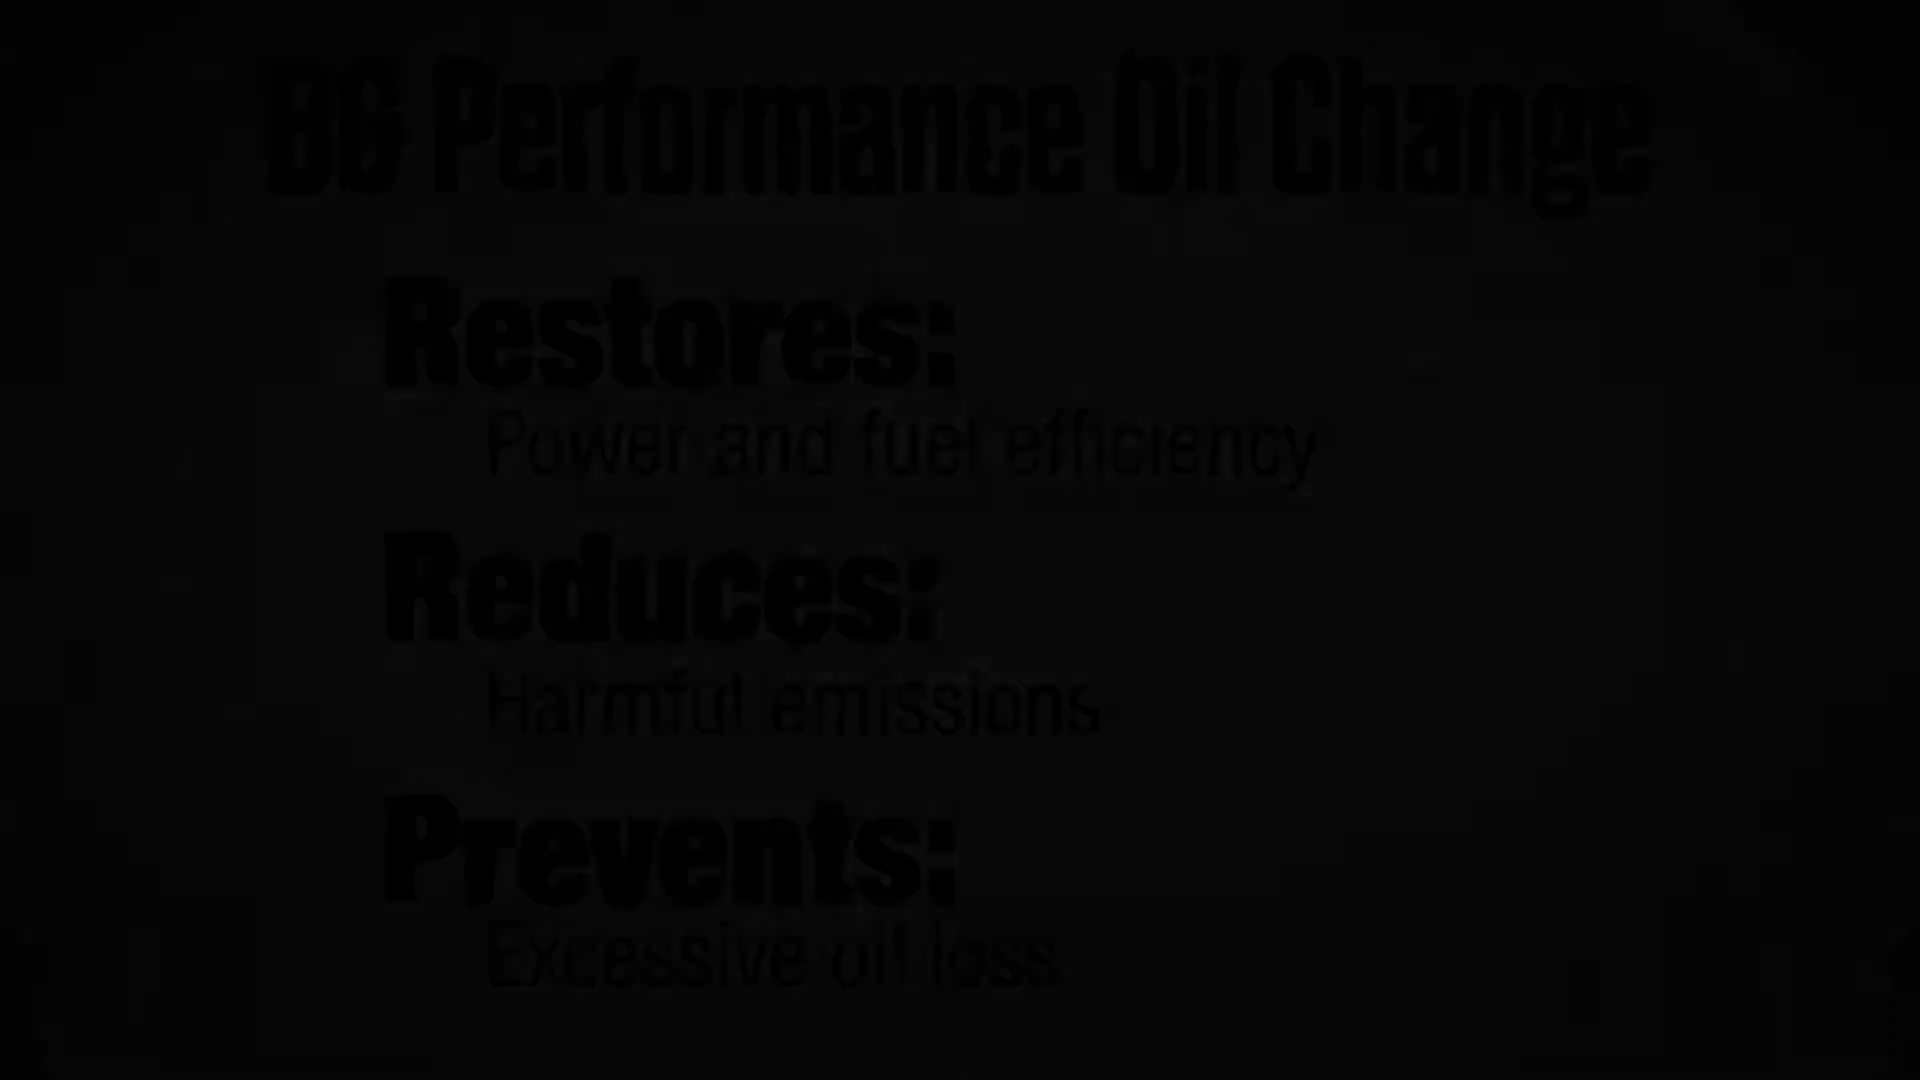 BG Performance Oil Change
Restores:
Power and fuel efficiency
Reduces:
Harmful emissions
Prevents:
Excessive oil loss